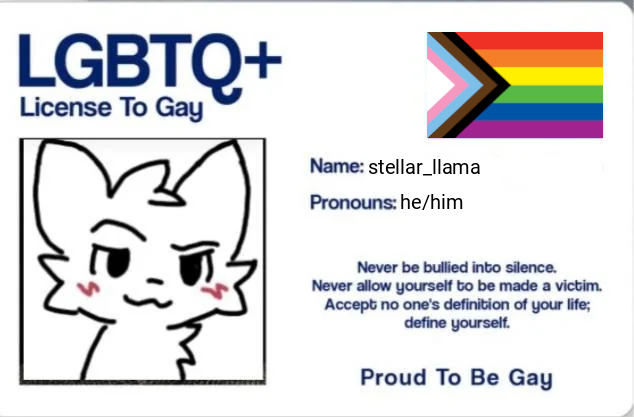 LGBTQ+
License To Gay
Name: stellar_llama
Pronouns: he/him
Never be bullied into silence.
Never allow yourself to be made a victim.
Accept no one's definition of your life;
define yourself.
Proud To Be Gay